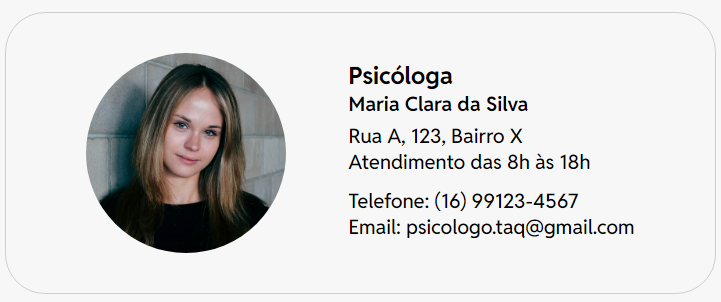 Psicóloga
Maria Clara da Silva
Rua A, 123, Bairro X
Atendimento das 8h às 18h
Telefone: (16) 99123-4567
Email: psicologo.taq@gmail.com